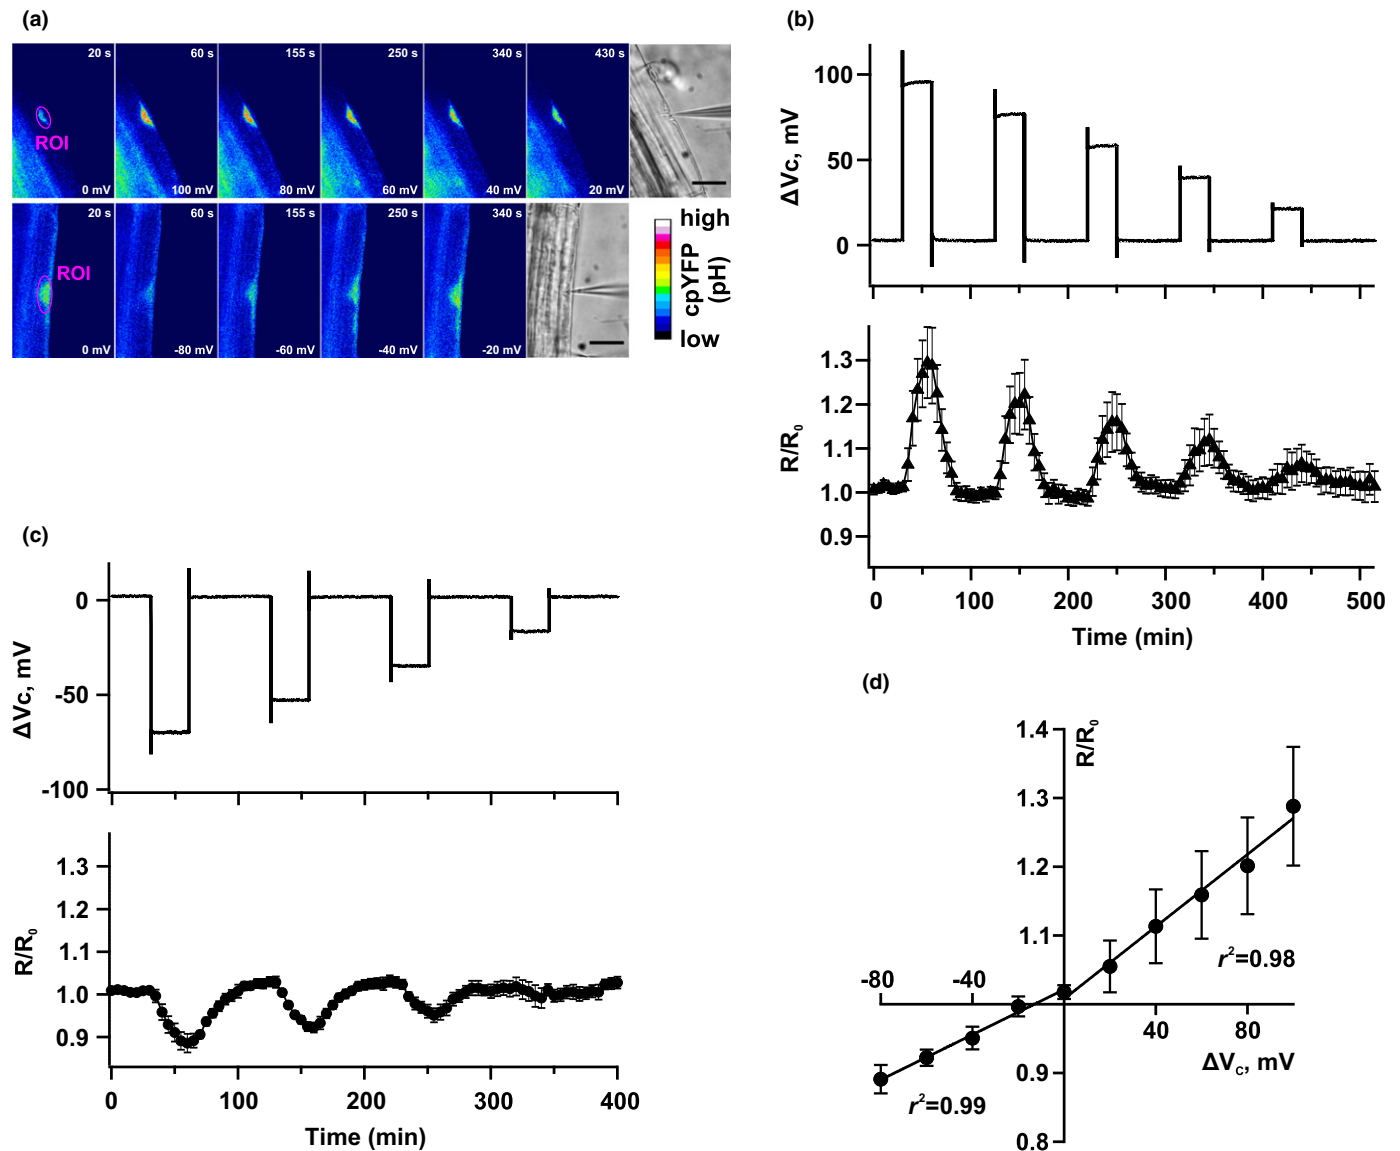 (a)
20 s 60 s 155 s 250 s 340 s 430 s
ROI
0 mV 100 mV 80 mV 60 mV 40 mV 20 mV
20 s 60 s 155 s 250 s 340 s
ROI
0 mV -80 mV -60 mV -40 mV -20 mV
high
cpYFP
(pH)
low
(b)
ΔVc, mV
100
50
0
R/R0
1.3
1.2
1.1
1.0
0.9
0 100 200 300 400 500
Time (min)
(c)
ΔVc, mV
0
-50
-100
R/R0
1.3
1.2
1.1
1.0
0.9
0 100 200 300 400
Time (min)
(d)
R/R0
1.4
1.3
1.2
1.1
r²=0.98
-80 -40
40 80
ΔVC, mV
0.9
r²=0.99
0.8